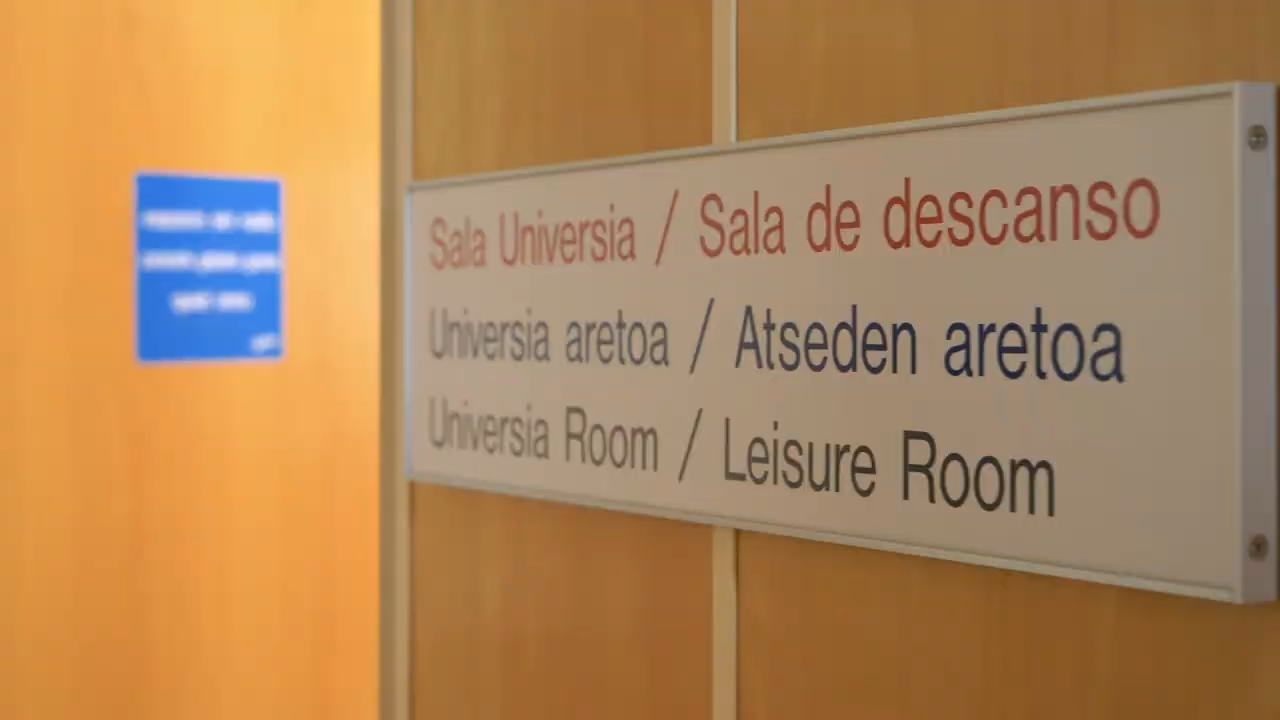 Sala Universia / Sala de descanso
Universia aretoa / Atseden aretoa
Universia Room / Leisure Room